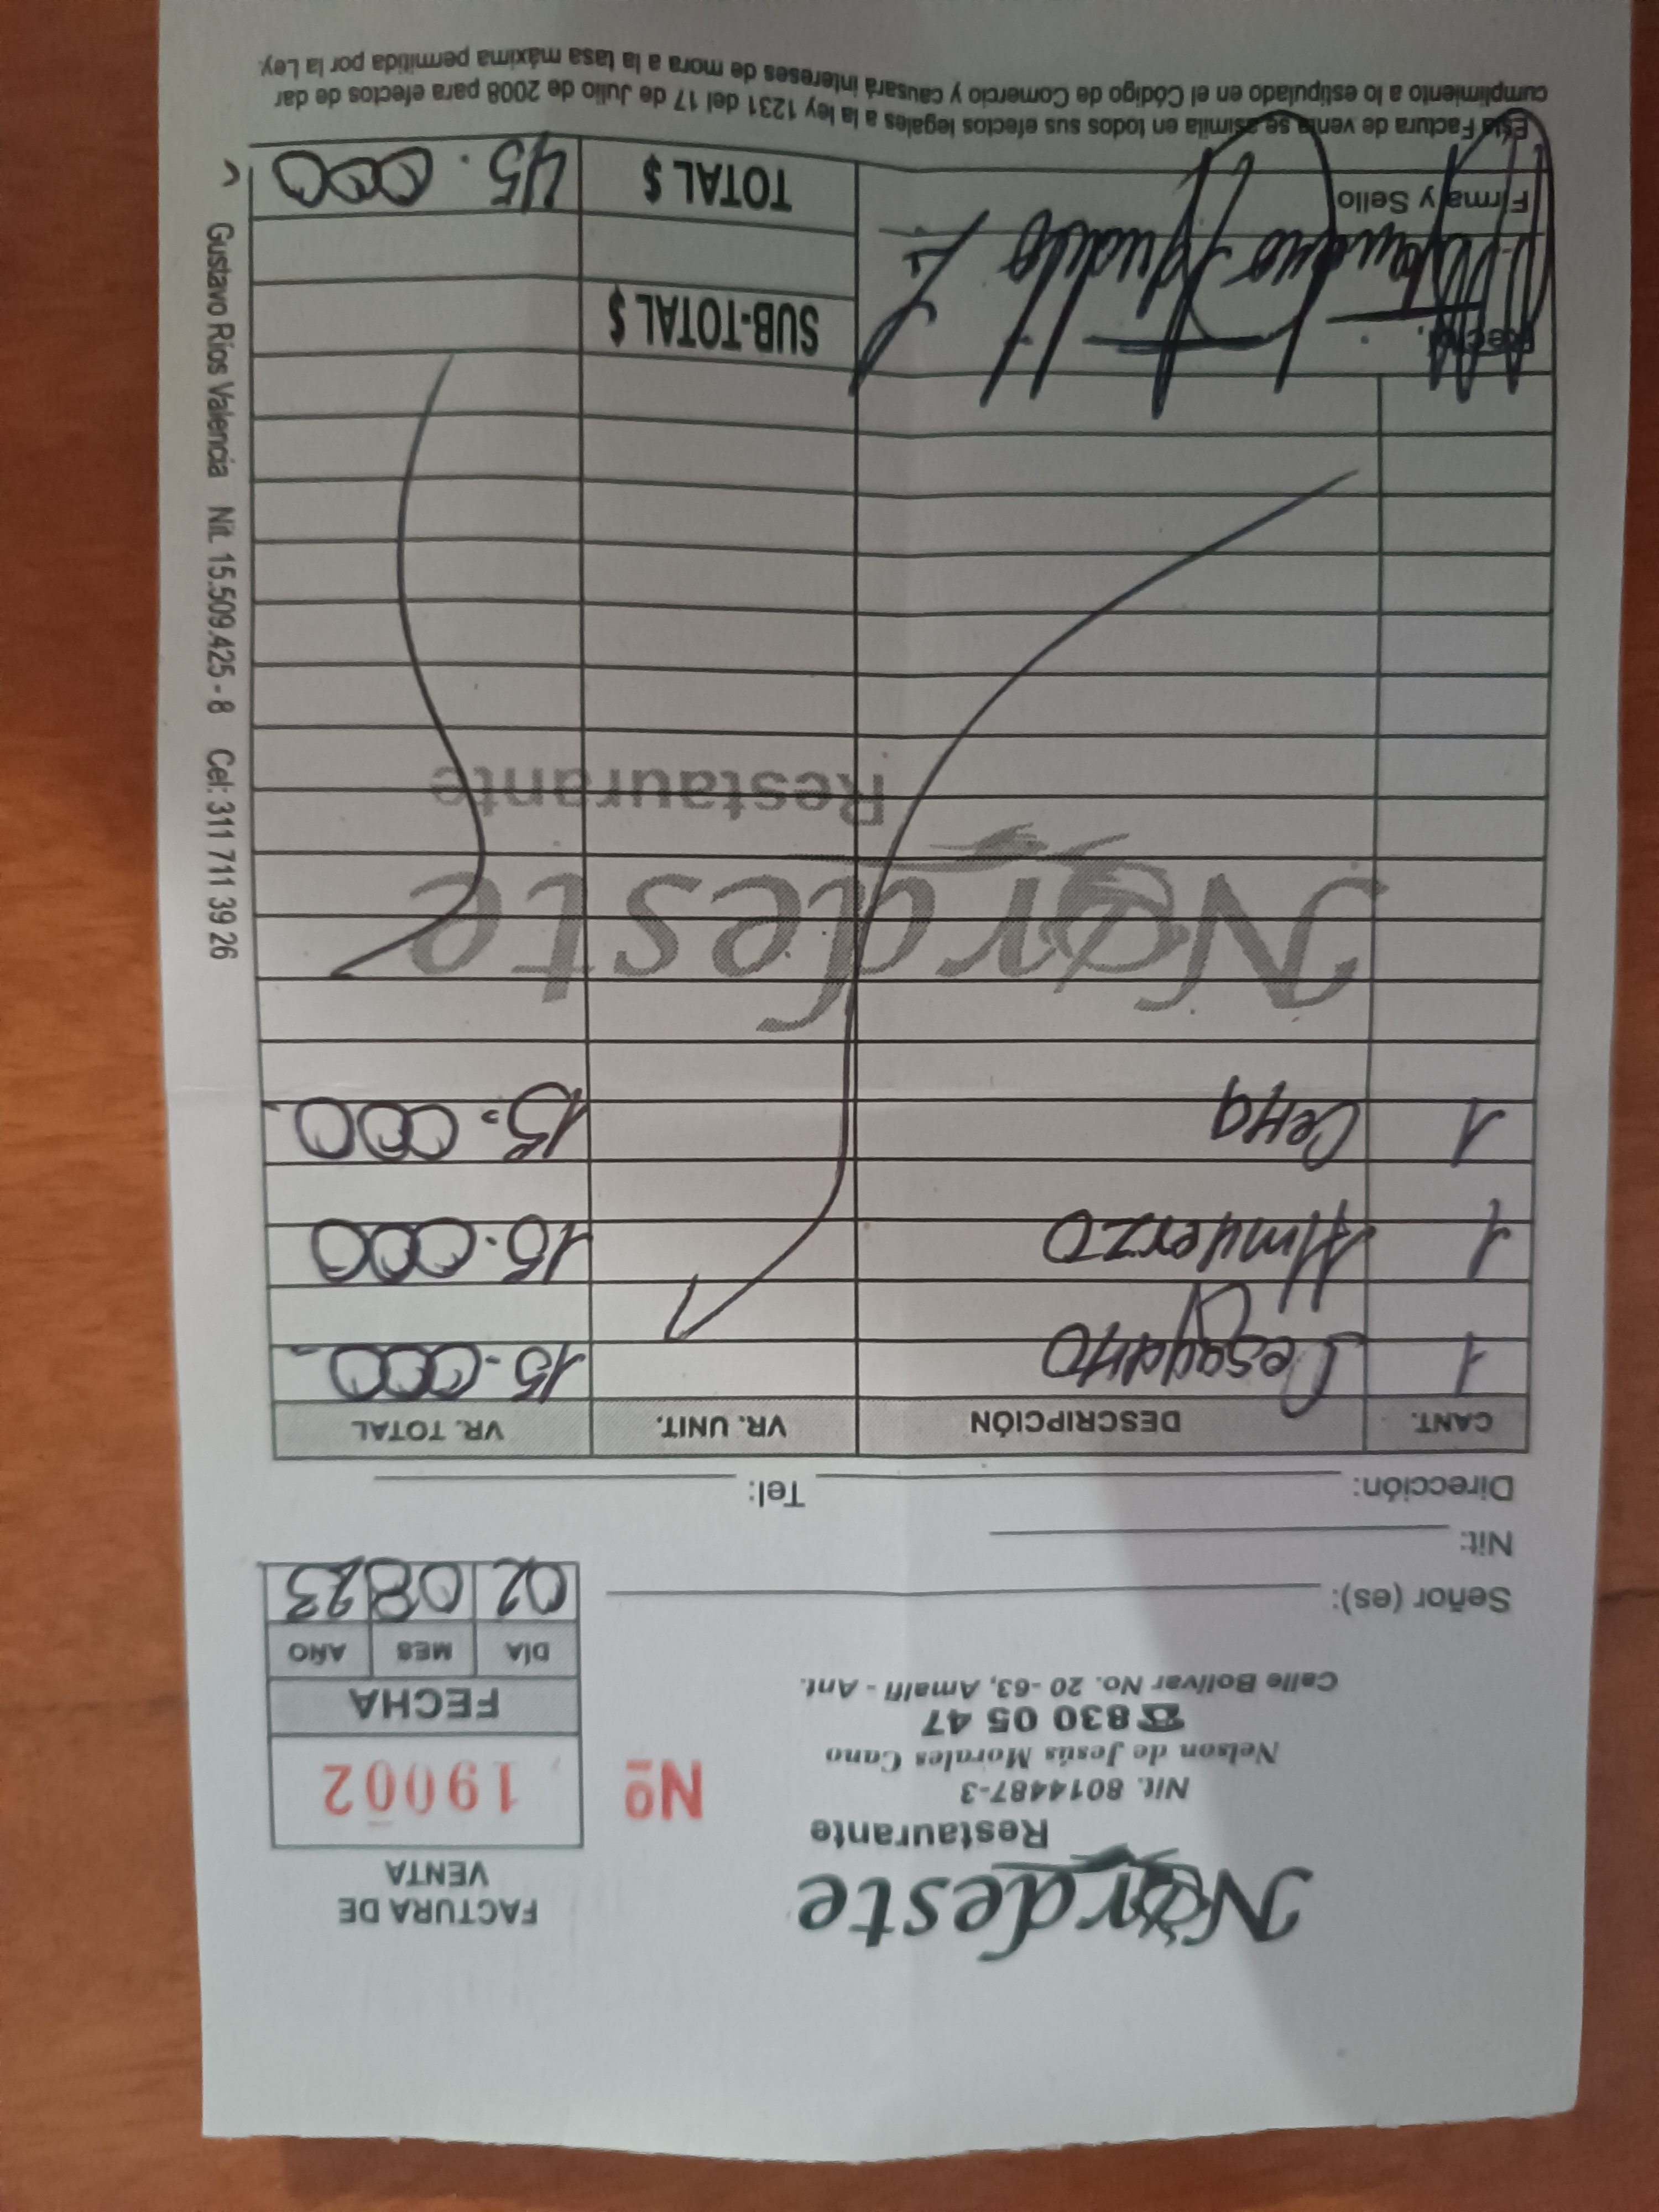 Nordeste
Restaurante
Nit. 8014487-3
Nelson de Jesús Morales Cano
☎830 05 47
Calle Bolívar No. 20 -63, Amalfi - Ant.
FACTURA DE
VENTA
Nº 19002
FECHA
DÍA MES AÑO
02 08 23
Señor (es):
Nit:
Dirección: Tel:
CANT. DESCRIPCIÓN VR. UNIT. VR. TOTAL
1 Desayuno 15.000
1 Almuerzo 15.000
1 Cena 15.000
Nordeste
Restaurante
SUB-TOTAL $
Firma y Sello
TOTAL $ 45.000
Esta Factura de venta se asimila en todos sus efectos legales a la ley 1231 del 17 de Julio de 2008 para efectos de dar
cumplimiento a lo estipulado en el Código de Comercio y causará intereses de mora a la tasa máxima permitida por la Ley.
Gustavo Ríos Valencia Nit. 15.509.425 - 8 Cel: 311 711 39 26